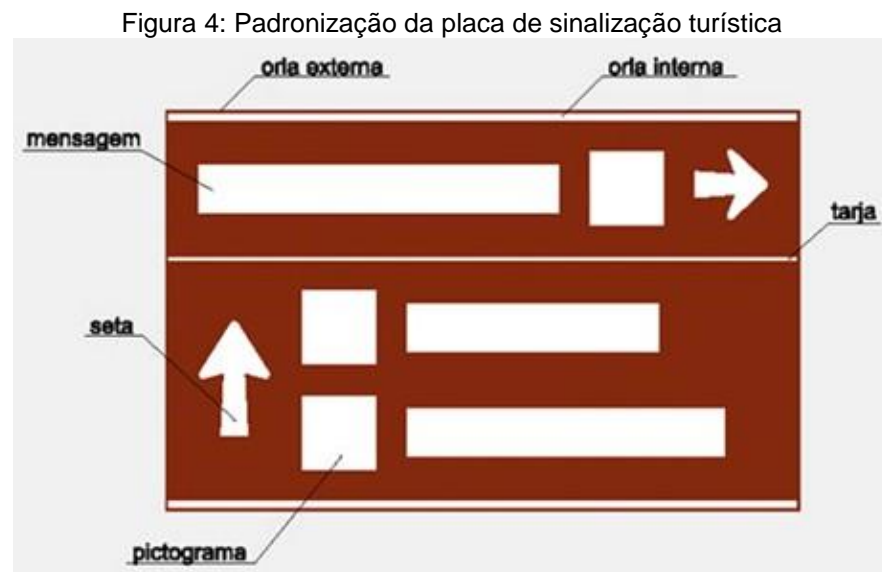 Figura 4: Padronização da placa de sinalização turística
orla externa
orla interna
mensagem
tarja
seta
pictograma